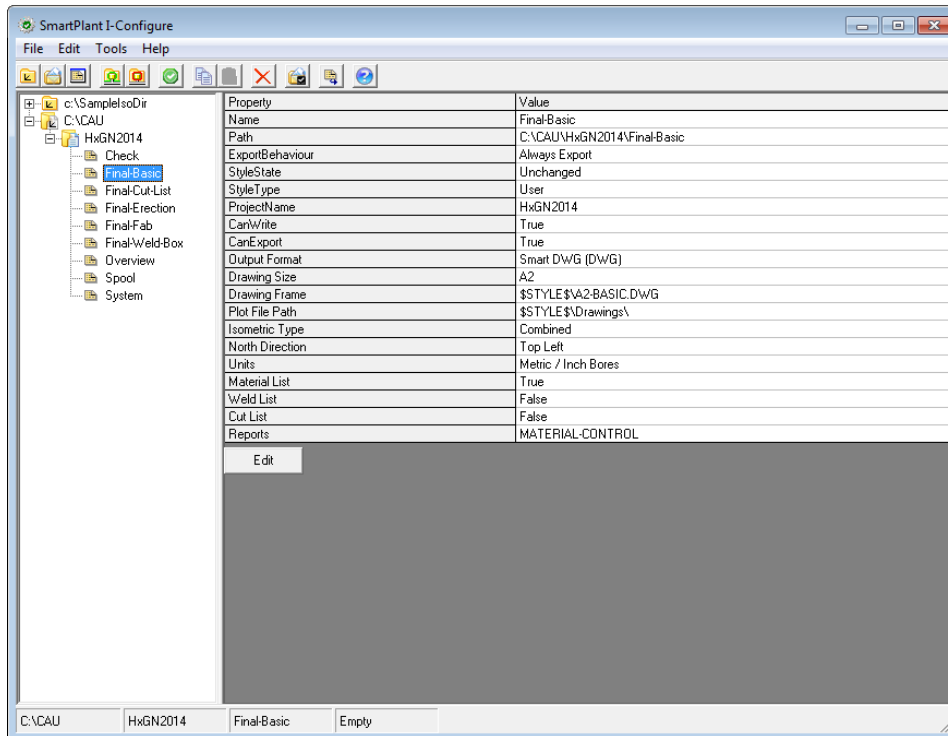 SmartPlant I-Configure
File Edit Tools Help
c:\SampleIsoDir
C:\CAU
HxGN2014
Check
Final-Basic
Final-Cut-List
Final-Erection
Final-Fab
Final-Weld-Box
Overview
Spool
System
Property Value
Name Final-Basic
Path C:\CAU\HxGN2014\Final-Basic
ExportBehaviour Always Export
StyleState Unchanged
StyleType User
ProjectName HxGN2014
CanWrite True
CanExport True
Output Format Smart DWG (DWG)
Drawing Size A2
Drawing Frame $STYLE$\A2-BASIC.DWG
Plot File Path $STYLE$\Drawings\
Isometric Type Combined
North Direction Top Left
Units Metric / Inch Bores
Material List True
Weld List False
Cut List False
Reports MATERIAL-CONTROL
Edit
C:\CAU HxGN2014 Final-Basic Empty